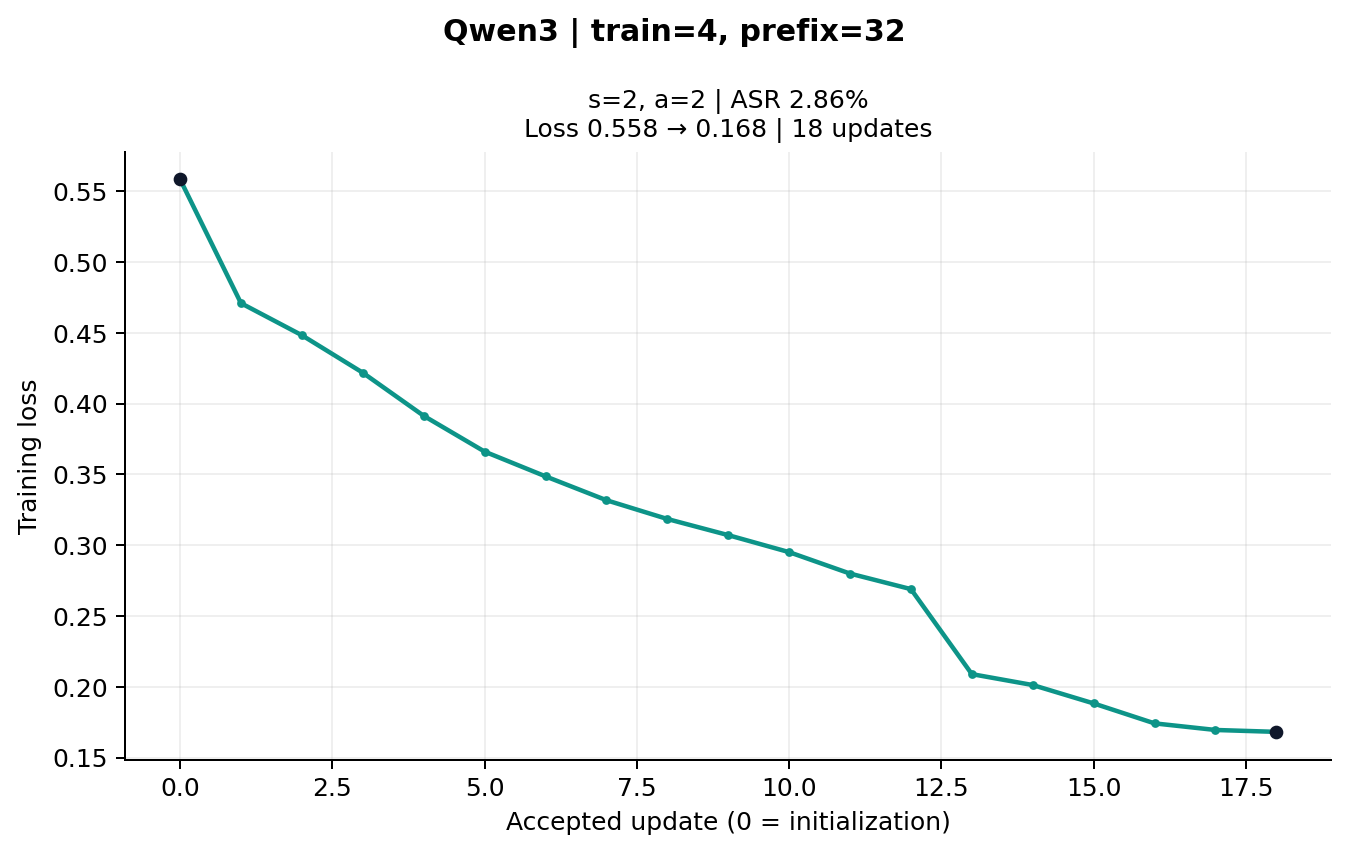 Qwen3 | train=4, prefix=32
s=2, a=2 | ASR 2.86%
Loss 0.558 → 0.168 | 18 updates
Training loss
0.55
0.50
0.45
0.40
0.35
0.30
0.25
0.20
0.15
0.0 2.5 5.0 7.5 10.0 12.5 15.0 17.5
Accepted update (0 = initialization)